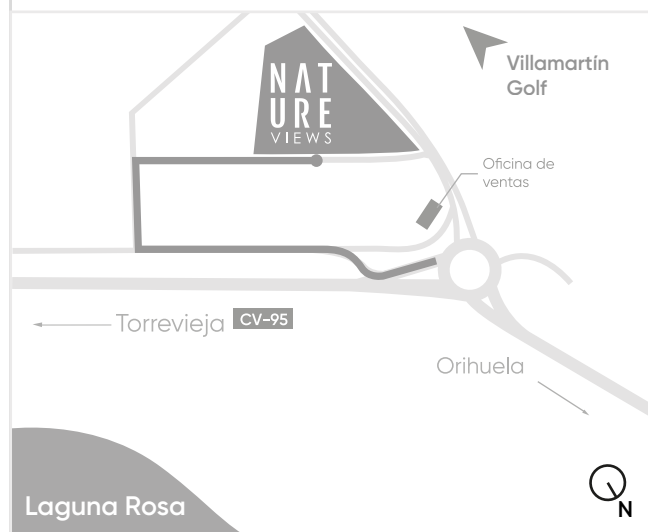 NAT
URE
VIEWS
Villamartín
Golf
Oficina de
ventas
Torrevieja CV-95
Orihuela
Laguna Rosa
N